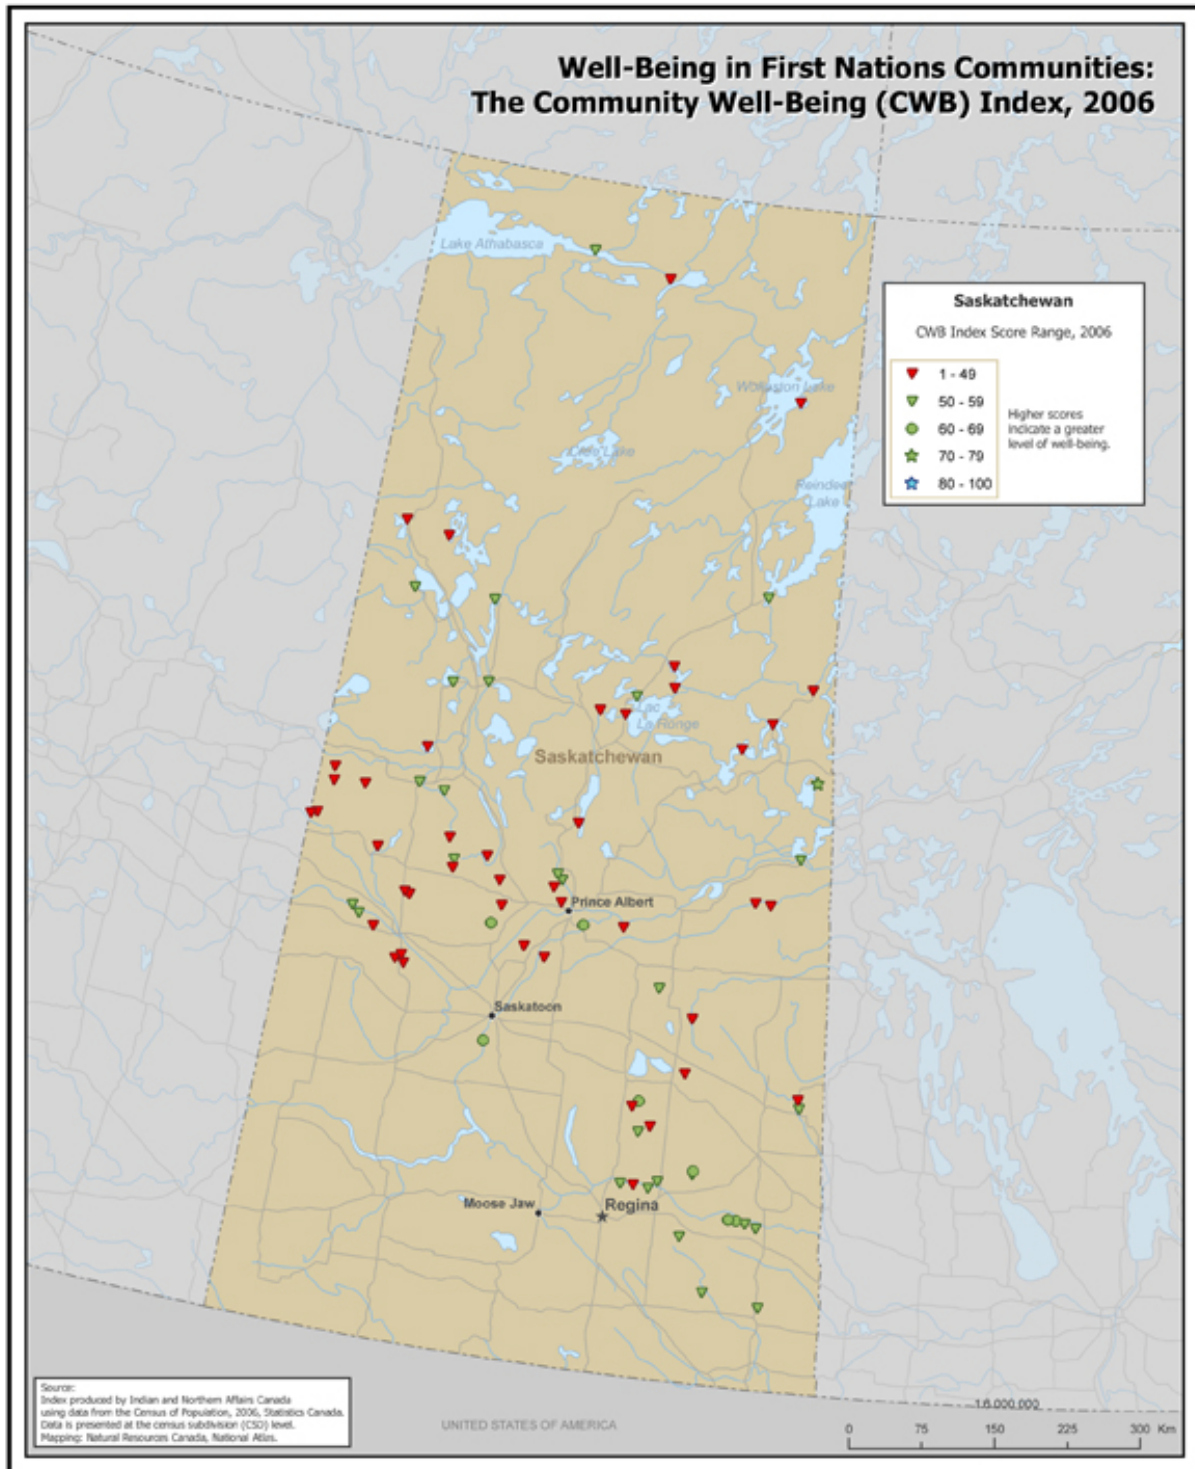 Well-Being in First Nations Communities:
The Community Well-Being (CWB) Index, 2006
Lake Athabasca
Saskatchewan
CWB Index Score Range, 2006
1 - 49
50 - 59
60 - 69
70 - 79
80 - 100
Higher scores
indicate a greater
level of well-being.
Wollaston Lake
Cree Lake
Reindeer
Lake
Lac
La Ronge
Saskatchewan
Prince Albert
Saskatoon
Moose Jaw
Regina
Source:
Index produced by Indian and Northern Affairs Canada
using data from the Census of Population, 2006, Statistics Canada.
Data is presented at the census subdivision (CSD) level.
Mapping: Natural Resources Canada, National Atlas.
UNITED STATES OF AMERICA
1:6 000 000
0 75 150 225 300 Km